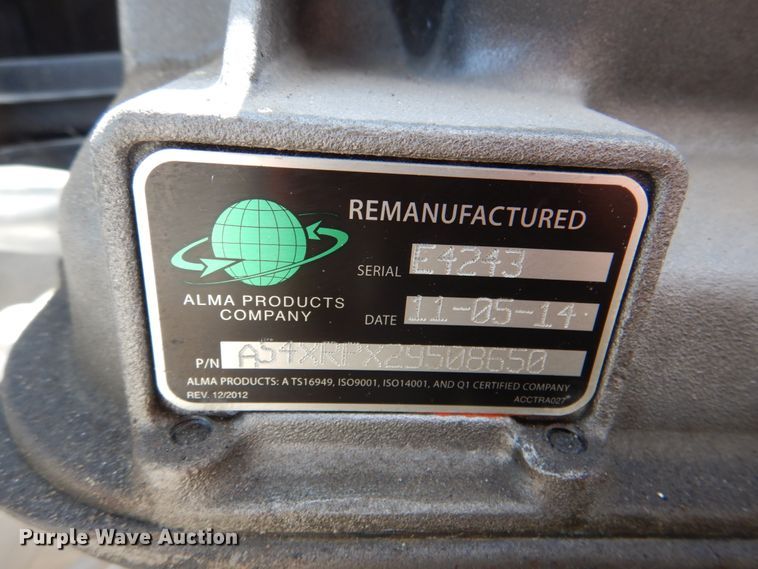 REMANUFACTURED
SERIAL E4243
ALMA PRODUCTS
COMPANY
DATE 11-05-14
P/N A54XRPX29508650
ALMA PRODUCTS: A TS16949, ISO9001, ISO14001, AND Q1 CERTIFIED COMPANY
REV. 12/2012 ACCTRA027
Purple Wave Auction